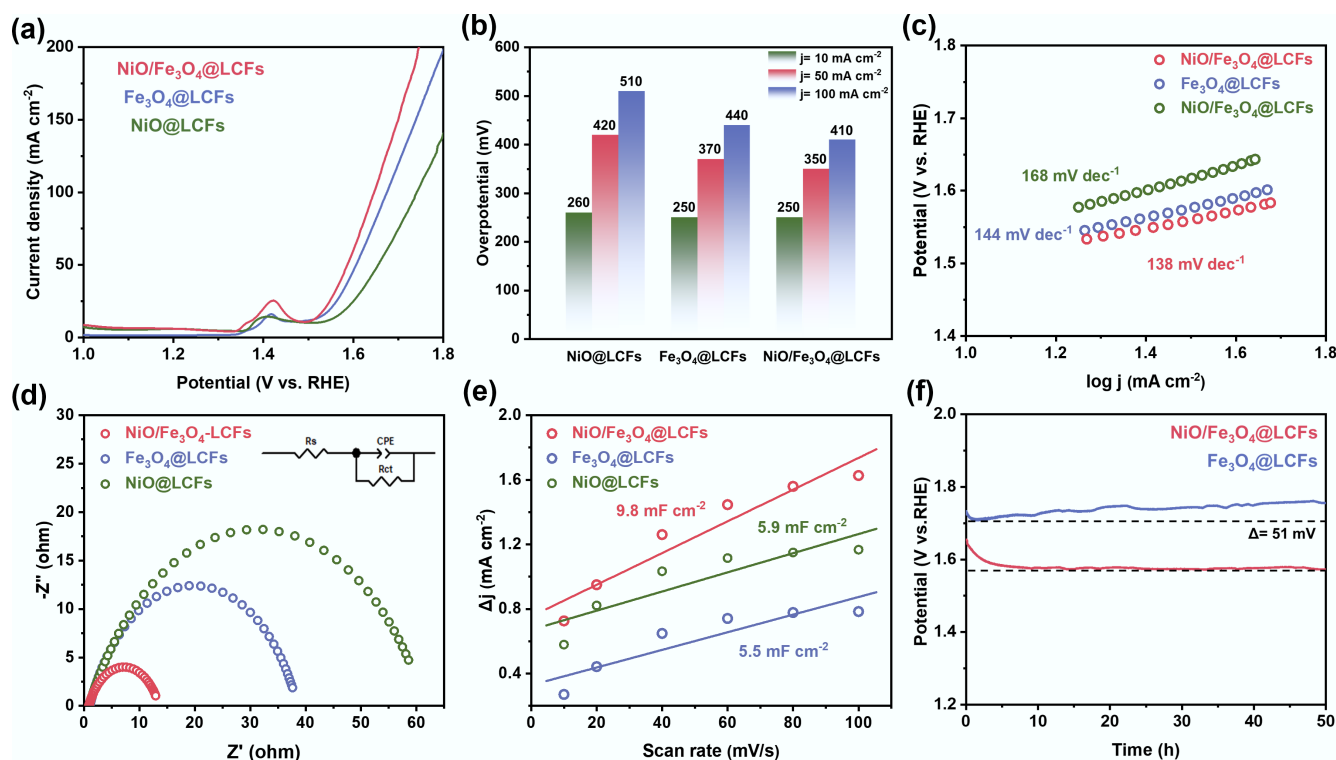 (a)
200
150
100
50
0
Current density (mA cm⁻²)
NiO/Fe₃O₄@LCFs
Fe₃O₄@LCFs
NiO@LCFs
1.0 1.2 1.4 1.6 1.8
Potential (V vs. RHE)
(b)
600
500
400
300
200
100
0
Overpotential (mV)
j= 10 mA cm⁻²
j= 50 mA cm⁻²
j= 100 mA cm⁻²
260 420 510
250 370 440
250 350 410
NiO@LCFs Fe₃O₄@LCFs NiO/Fe₃O₄@LCFs
(c)
1.8
1.7
1.6
1.5
1.4
Potential (V vs. RHE)
NiO/Fe₃O₄@LCFs
Fe₃O₄@LCFs
NiO/Fe₃O₄@LCFs
168 mV dec⁻¹
144 mV dec⁻¹
138 mV dec⁻¹
1.0 1.2 1.4 1.6 1.8
log j (mA cm⁻²)
(d)
30
25
20
15
10
5
0
-Z'' (ohm)
NiO/Fe₃O₄-LCFs
Fe₃O₄@LCFs
NiO@LCFs
Rs CPE
Rct
0 10 20 30 40 50 60
Z' (ohm)
(e)
2.0
1.6
1.2
0.8
0.4
Δj (mA cm⁻²)
NiO/Fe₃O₄@LCFs
Fe₃O₄@LCFs
NiO@LCFs
9.8 mF cm⁻²
5.9 mF cm⁻²
5.5 mF cm⁻²
20 40 60 80 100
Scan rate (mV/s)
(f)
2.0
1.8
1.6
1.4
1.2
Potential (V vs.RHE)
NiO/Fe₃O₄@LCFs
Fe₃O₄@LCFs
Δ= 51 mV
0 10 20 30 40 50
Time (h)